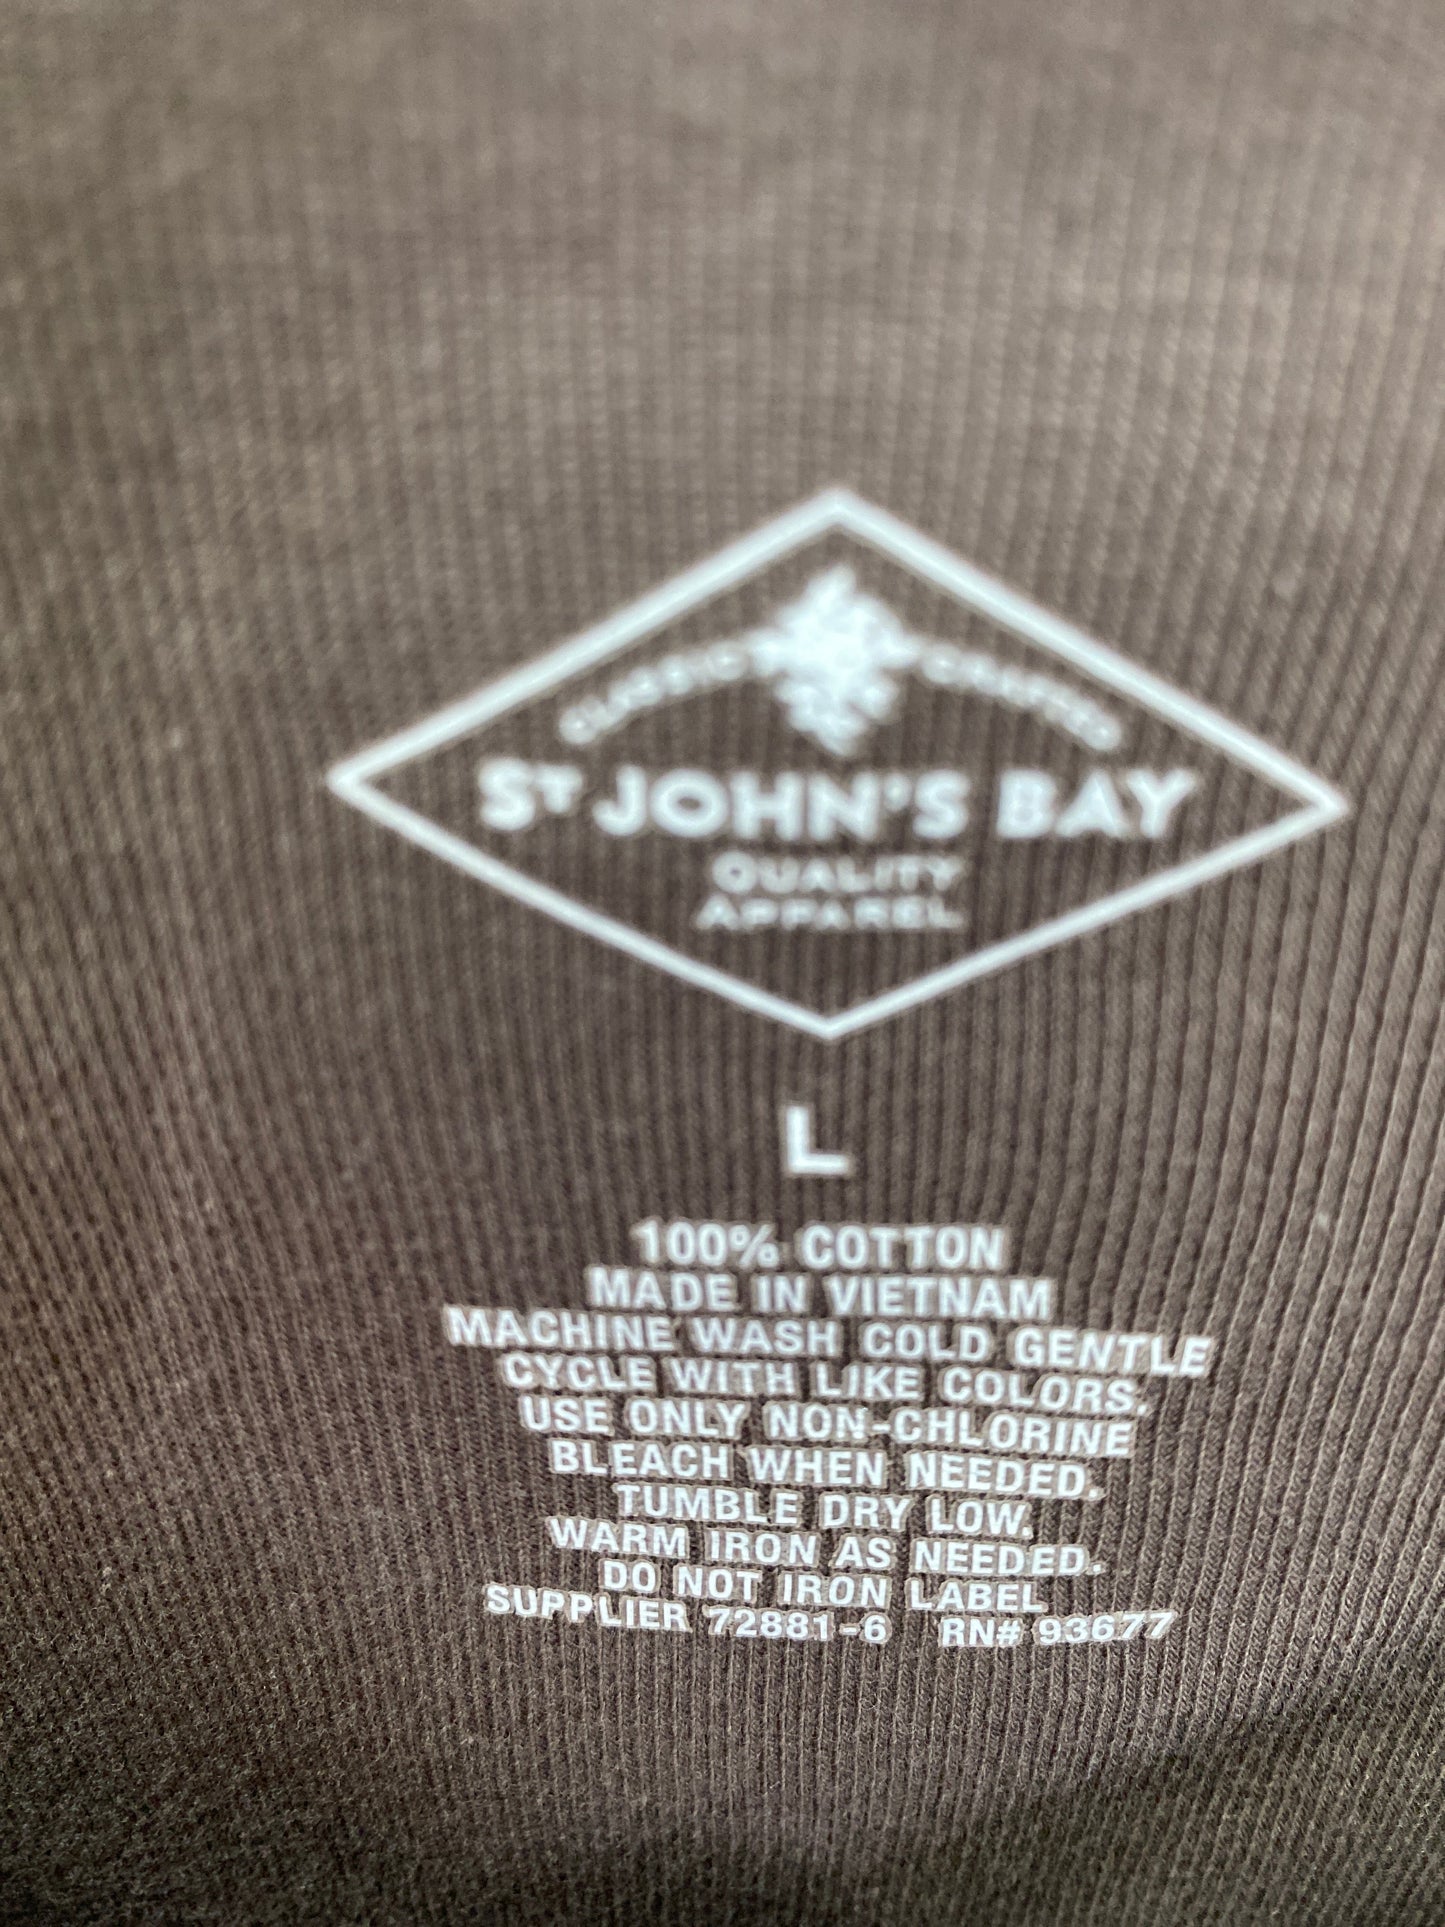 CLASSIC CRAFTED
ST JOHN'S BAY
QUALITY
APPAREL
L
100% COTTON
MADE IN VIETNAM
MACHINE WASH COLD GENTLE
CYCLE WITH LIKE COLORS.
USE ONLY NON-CHLORINE
BLEACH WHEN NEEDED.
TUMBLE DRY LOW.
WARM IRON AS NEEDED.
DO NOT IRON LABEL
SUPPLIER 72881-6 RN# 93677